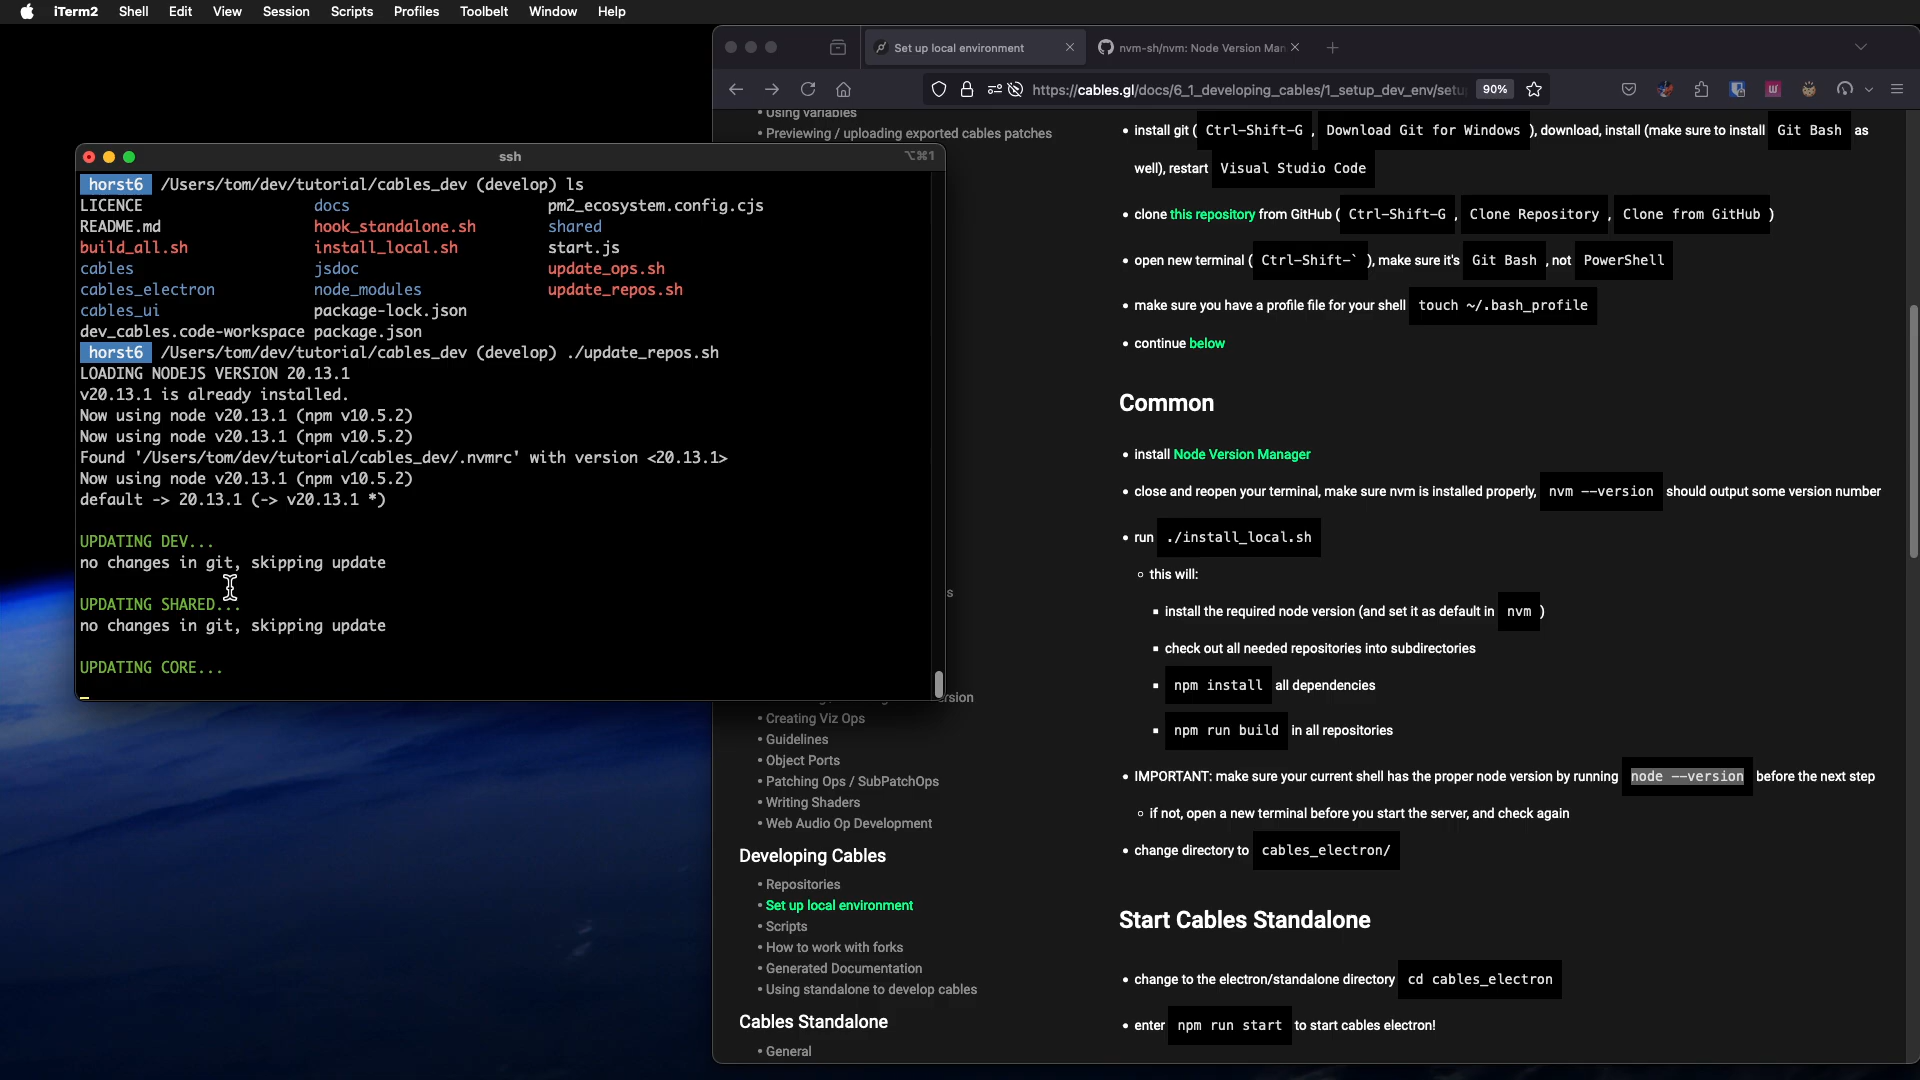 iTerm2 Shell Edit View Session Scripts Profiles Toolbelt Window Help
Set up local environment
nvm-sh/nvm: Node Version Man
https://cables.gl/docs/6_1_developing_cables/1_setup_dev_env/setu
90%
• Using variables
• Previewing / uploading exported cables patches
ssh
⌥⌘1
horst6 /Users/tom/dev/tutorial/cables_dev (develop) ls
LICENCE docs pm2_ecosystem.config.cjs
README.md hook_standalone.sh shared
build_all.sh install_local.sh start.js
cables jsdoc update_ops.sh
cables_electron node_modules update_repos.sh
cables_ui package-lock.json
dev_cables.code-workspace package.json
horst6 /Users/tom/dev/tutorial/cables_dev (develop) ./update_repos.sh
LOADING NODEJS VERSION 20.13.1
v20.13.1 is already installed.
Now using node v20.13.1 (npm v10.5.2)
Now using node v20.13.1 (npm v10.5.2)
Found '/Users/tom/dev/tutorial/cables_dev/.nvmrc' with version <20.13.1>
Now using node v20.13.1 (npm v10.5.2)
default -> 20.13.1 (-> v20.13.1 *)
UPDATING DEV...
no changes in git, skipping update
UPDATING SHARED...
no changes in git, skipping update
UPDATING CORE...
• Creating Viz Ops
• Guidelines
• Object Ports
• Patching Ops / SubPatchOps
• Writing Shaders
• Web Audio Op Development
Developing Cables
• Repositories
• Set up local environment
• Scripts
• How to work with forks
• Generated Documentation
• Using standalone to develop cables
Cables Standalone
• General
• install git ( Ctrl-Shift-G , Download Git for Windows ), download, install (make sure to install Git Bash as
well), restart Visual Studio Code
• clone this repository from GitHub ( Ctrl-Shift-G , Clone Repository , Clone from GitHub )
• open new terminal ( Ctrl-Shift-` ), make sure it's Git Bash , not PowerShell
• make sure you have a profile file for your shell touch ~/.bash_profile
• continue below
Common
• install Node Version Manager
• close and reopen your terminal, make sure nvm is installed properly, nvm --version should output some version number
• run ./install_local.sh
◦ this will:
▪ install the required node version (and set it as default in nvm )
▪ check out all needed repositories into subdirectories
▪ npm install all dependencies
▪ npm run build in all repositories
• IMPORTANT: make sure your current shell has the proper node version by running node --version before the next step
◦ if not, open a new terminal before you start the server, and check again
• change directory to cables_electron/
Start Cables Standalone
• change to the electron/standalone directory cd cables_electron
• enter npm run start to start cables electron!